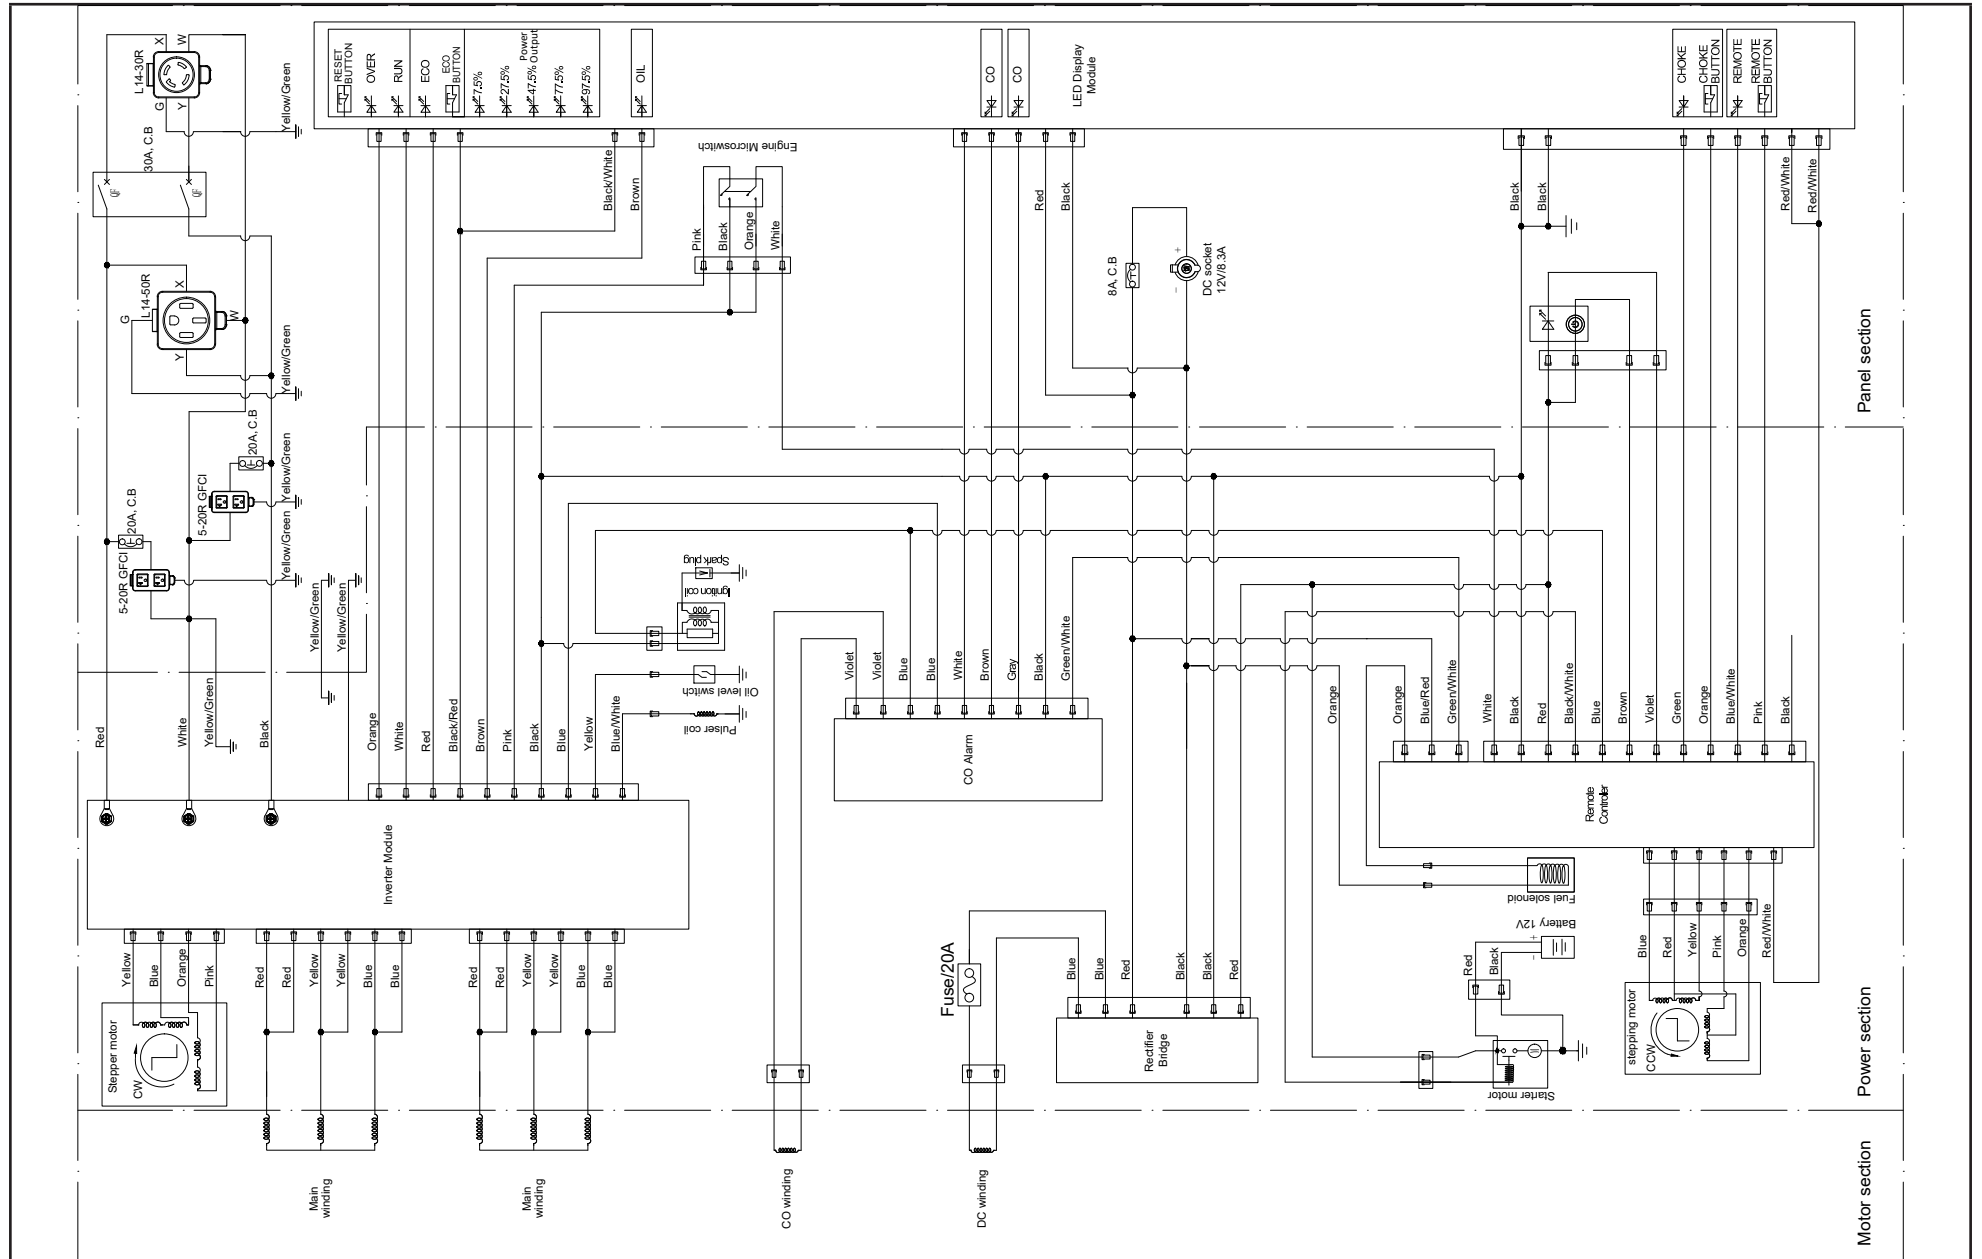 L14-30R
X
W
G
Y
Yellow/Green
30A, C.B
QF
QF
L14-50R
G
X
W
Y
Yellow/Green
20A, C.B
Yellow/Green
5-20R GFCI
20A, C.B
Yellow/Green
5-20R GFCI
Yellow/Green
Yellow/Green
Red
White
Yellow/Green
Black
RESET
BUTTON
OVER
RUN
ECO
ECO
BUTTON
7.5%
27.5%
47.5%
Power
Output
77.5%
97.5%
OIL
CO
CO
LED Display
Module
CHOKE
CHOKE
BUTTON
REMOTE
REMOTE
BUTTON
Black/White
Brown
Engine Microswitch
Pink
Black
Orange
White
Red
Black
8A, C.B
+
-
DC socket
12V/8.3A
Black
Black
Red/White
Red/White
Panel section
Spark plug
Ignition coil
Oil level switch
Pulser coil
Orange
White
Red
Black/Red
Brown
Pink
Black
Blue
Yellow
Blue/White
Inverter Module
Violet
Violet
Blue
Blue
White
Brown
Gray
Black
Green/White
CO Alarm
Orange
Orange
Blue/Red
Green/White
White
Black
Red
Black/White
Blue
Brown
Violet
Green
Orange
Blue/White
Pink
Black
Remote
Controller
Fuel solenoid
Battery 12V
+
-
Red
Black
Starter motor
Blue
Red
Yellow
Pink
Orange
Red/White
stepping motor
CCW
Power section
Yellow
Blue
Orange
Pink
Stepper motor
CW
Red
Red
Yellow
Yellow
Blue
Blue
Red
Red
Yellow
Yellow
Blue
Blue
Fuse/20A
Blue
Blue
Red
Black
Black
Red
Rectifier
Bridge
Main
winding
Main
winding
CO winding
DC winding
Motor section